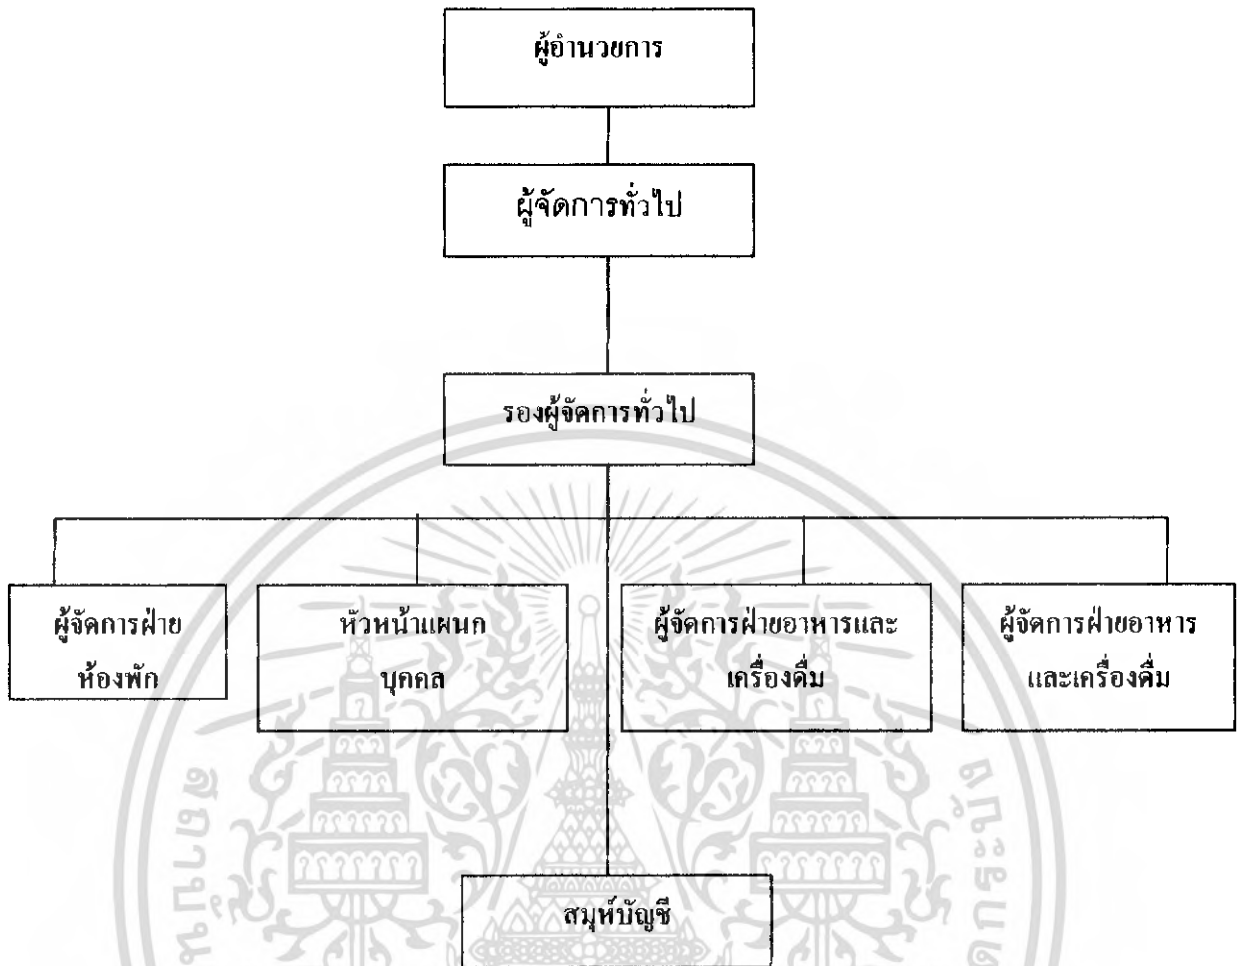 ผู้อำนวยการ
ผู้จัดการทั่วไป
รองผู้จัดการทั่วไป
ผู้จัดการฝ่าย
ห้องพัก
หัวหน้าแผนก
บุคคล
ผู้จัดการฝ่ายอาหารและ
เครื่องดื่ม
ผู้จัดการฝ่ายอาหาร
และเครื่องดื่ม
สมุห์บัญชี